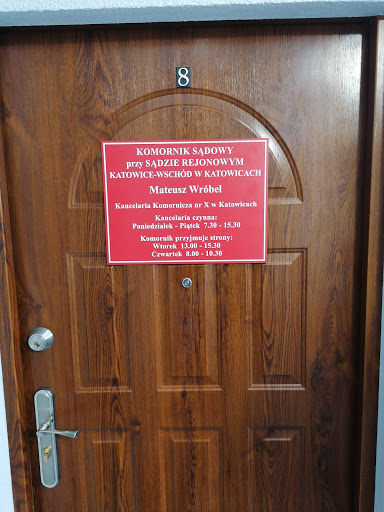 8
KOMORNIK SĄDOWY
przy SĄDZIE REJONOWYM
KATOWICE-WSCHÓD W KATOWICACH
Mateusz Wróbel
Kancelaria Komornicza nr X w Katowicach
Kancelaria czynna:
Poniedziałek - Piątek 7.30 - 15.30
Komornik przyjmuje strony:
Wtorek 13.00 - 15.30
Czwartek 8.00 - 10.30